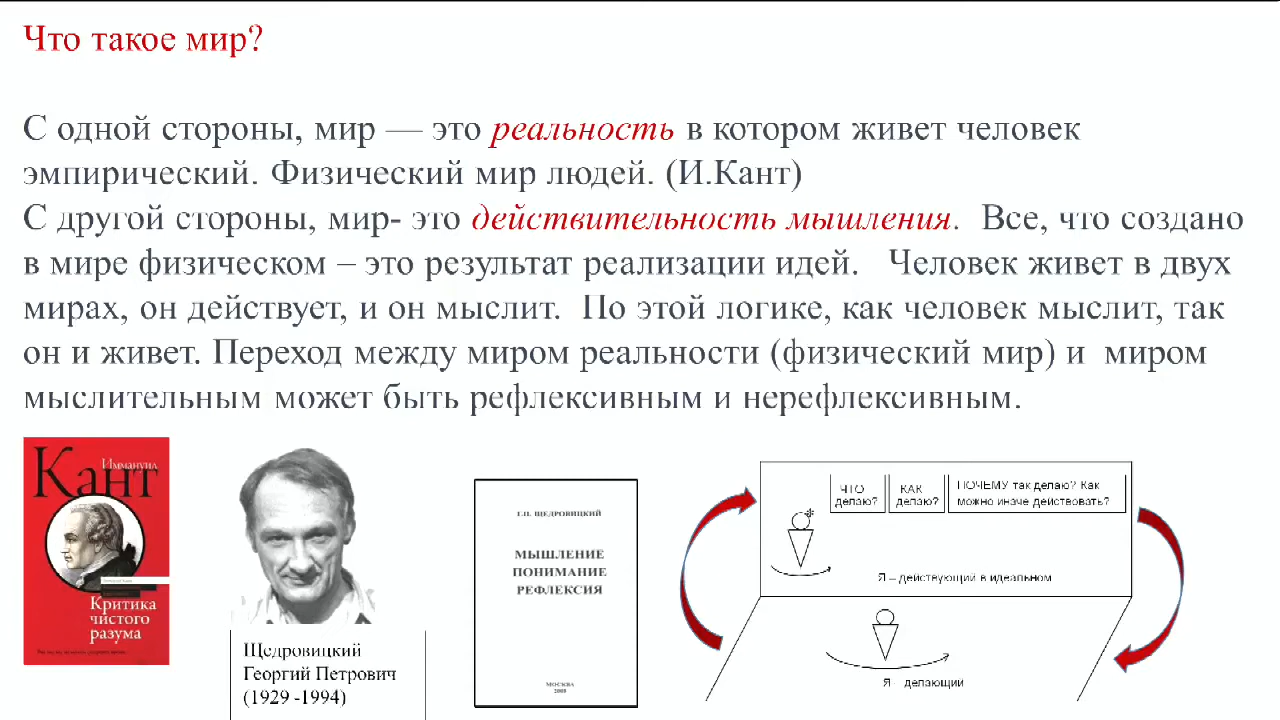 Что такое мир?
С одной стороны, мир — это реальность в котором живет человек
эмпирический. Физический мир людей. (И.Кант)
С другой стороны, мир- это действительность мышления. Все, что создано
в мире физическом – это результат реализации идей. Человек живет в двух
мирах, он действует, и он мыслит. По этой логике, как человек мыслит, так
он и живет. Переход между миром реальности (физический мир) и миром
мыслительным может быть рефлексивным и нерефлексивным.
Иммануил
Кант
Критика
чистого
разума
Щедровицкий
Георгий Петрович
(1929 -1994)
Г.П. ЩЕДРОВИЦКИЙ
МЫШЛЕНИЕ
ПОНИМАНИЕ
РЕФЛЕКСИЯ
МОСКВА
ЧТО
делаю?
КАК
делаю?
ПОЧЕМУ так делаю? Как
можно иначе действовать?
Я – действующий в идеальном
Я – делающий